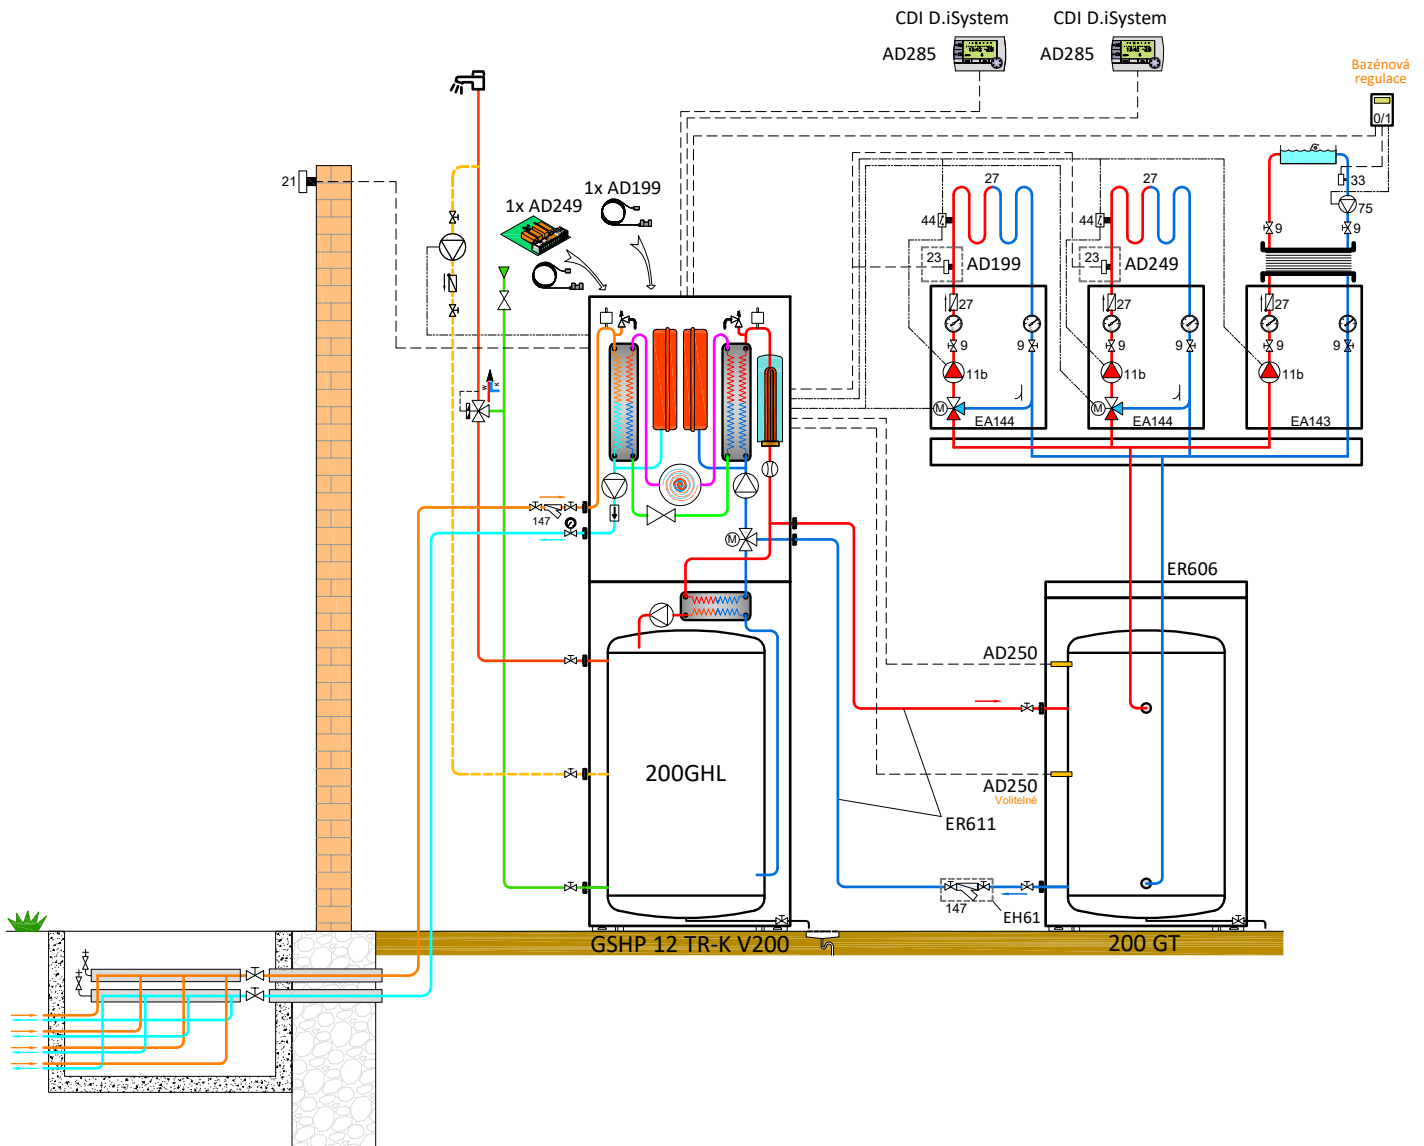 CDI D.iSystem
CDI D.iSystem
AD285
AD285
Bazénová
regulace
0/1
21
1x AD249
1x AD199
33
75
27
27
44
44
9
9
23
AD199
23
AD249
27
27
27
9
9
9
9
9
11b
11b
11b
M
M
EA144
EA144
EA143
W
K
147
M
ER606
AD250
200GHL
AD250
Volitelné
ER611
147
EH61
GSHP 12 TR-K V200
200 GT